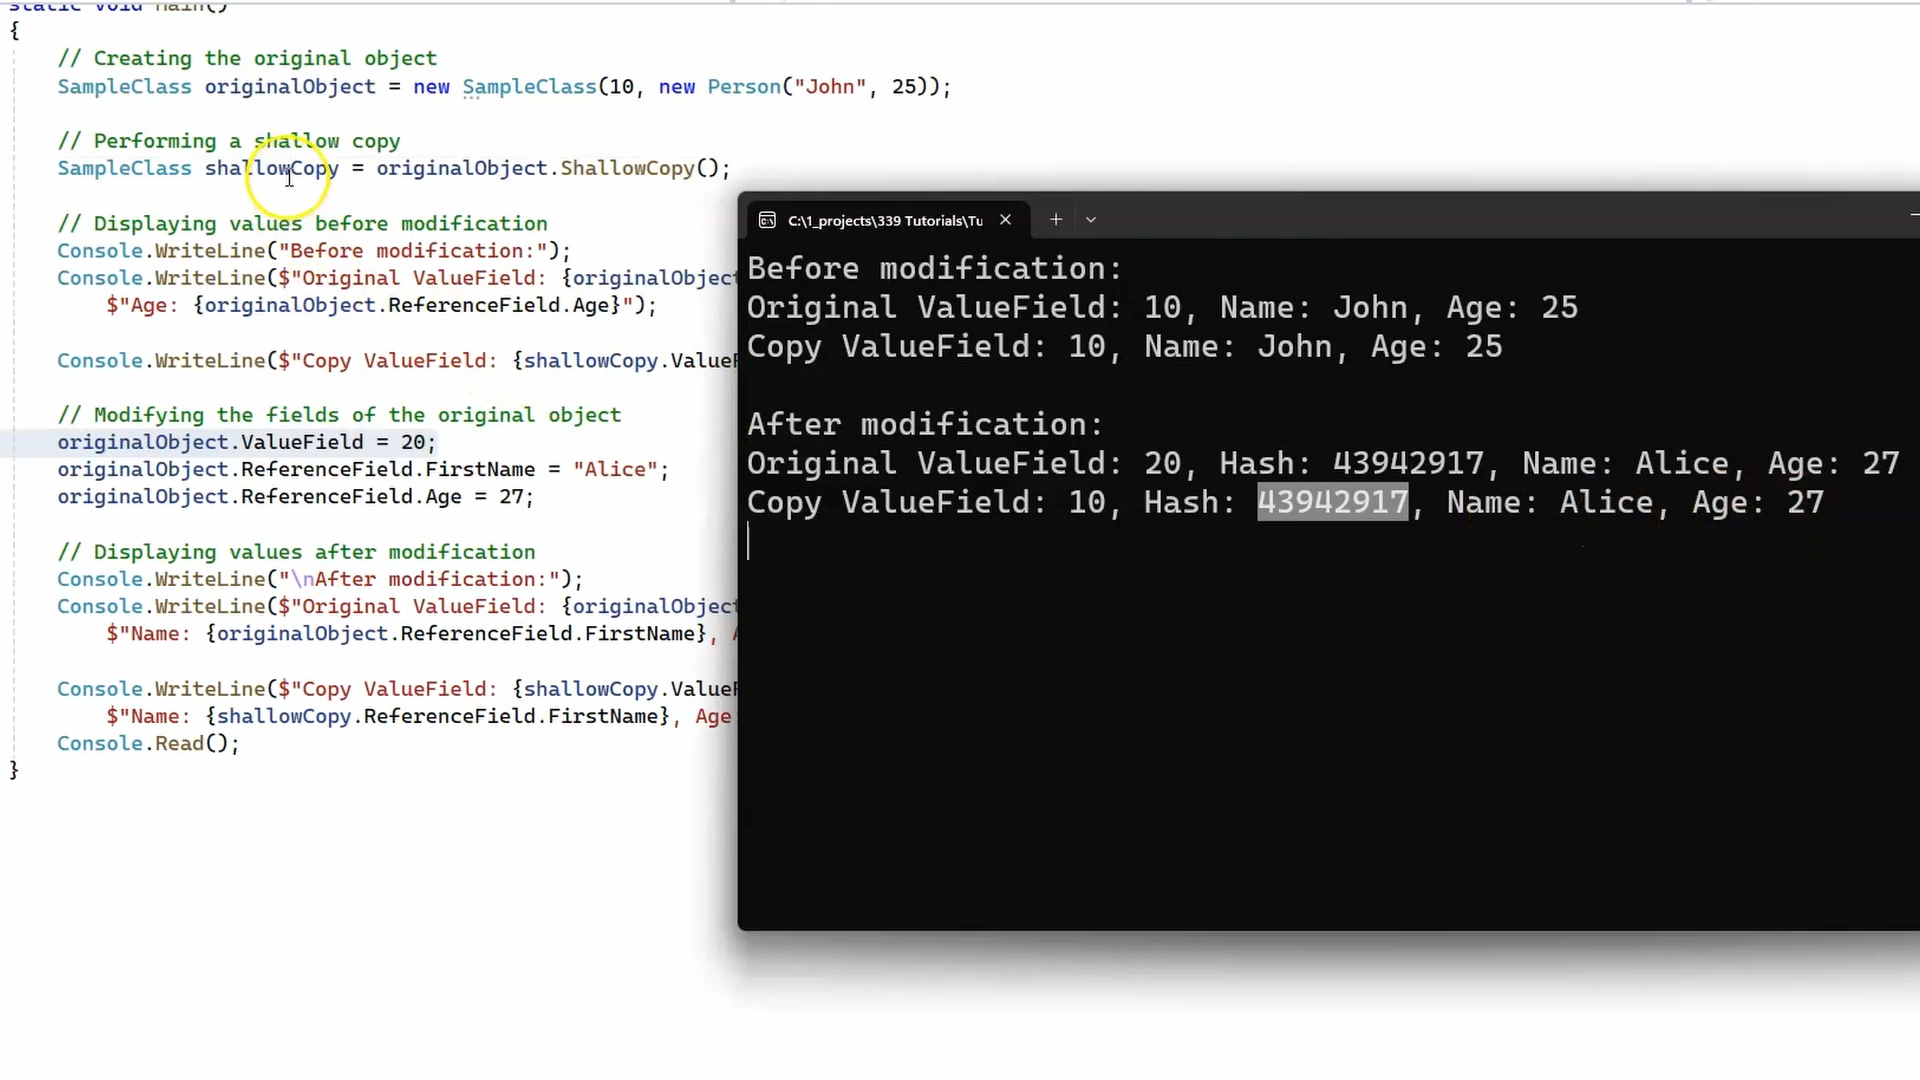 static void Main()
{
// Creating the original object
SampleClass originalObject = new SampleClass(10, new Person("John", 25));
// Performing a shallow copy
SampleClass shallowCopy = originalObject.ShallowCopy();
// Displaying values before modification
Console.WriteLine("Before modification:");
Console.WriteLine($"Original ValueField: {originalObject
$"Age: {originalObject.ReferenceField.Age}");
Console.WriteLine($"Copy ValueField: {shallowCopy.ValueF
// Modifying the fields of the original object
originalObject.ValueField = 20;
originalObject.ReferenceField.FirstName = "Alice";
originalObject.ReferenceField.Age = 27;
// Displaying values after modification
Console.WriteLine("\nAfter modification:");
Console.WriteLine($"Original ValueField: {originalObject
$"Name: {originalObject.ReferenceField.FirstName}, A
Console.WriteLine($"Copy ValueField: {shallowCopy.ValueF
$"Name: {shallowCopy.ReferenceField.FirstName}, Age
Console.Read();
}
C:\1_projects\339 Tutorials\Tu
Before modification:
Original ValueField: 10, Name: John, Age: 25
Copy ValueField: 10, Name: John, Age: 25
After modification:
Original ValueField: 20, Hash: 43942917, Name: Alice, Age: 27
Copy ValueField: 10, Hash: 43942917, Name: Alice, Age: 27